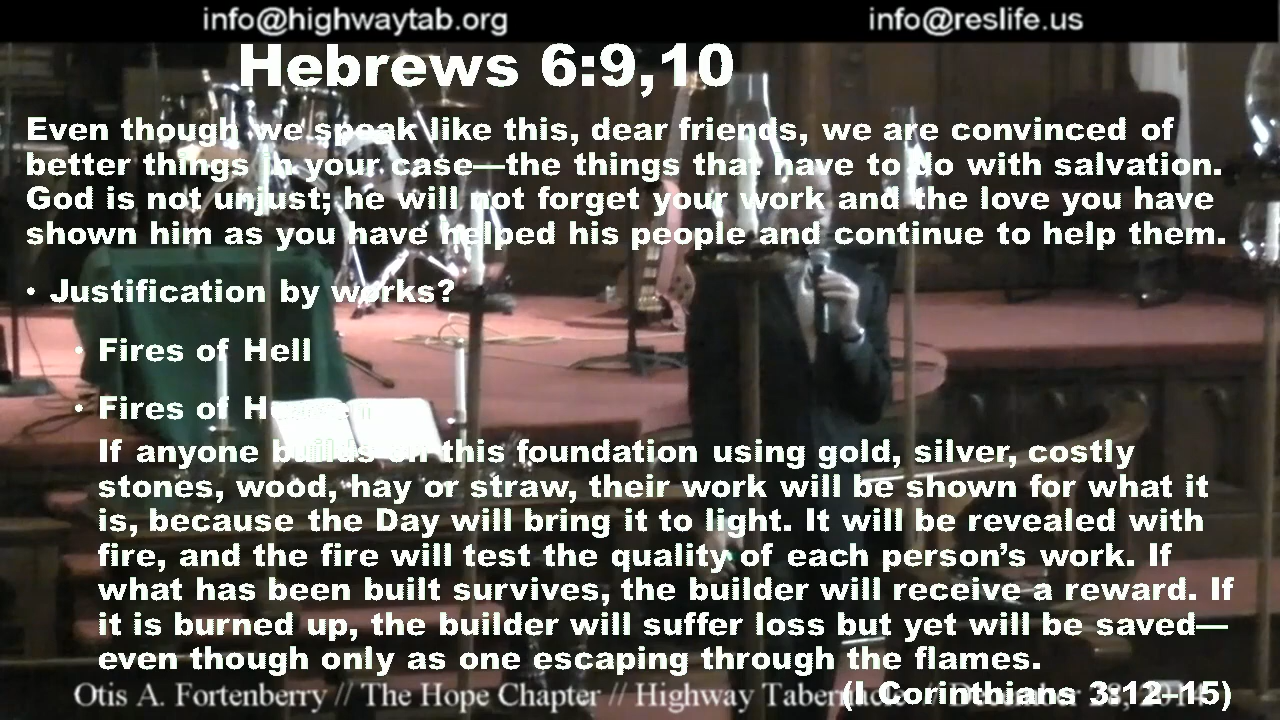 info@highwaytab.org info@reslife.us
Hebrews 6:9,10
Even though we speak like this, dear friends, we are convinced of
better things in your case—the things that have to do with salvation.
God is not unjust; he will not forget your work and the love you have
shown him as you have helped his people and continue to help them.
• Justification by works?
• Fires of Hell
• Fires of Heaven
If anyone builds on this foundation using gold, silver, costly
stones, wood, hay or straw, their work will be shown for what it
is, because the Day will bring it to light. It will be revealed with
fire, and the fire will test the quality of each person’s work. If
what has been built survives, the builder will receive a reward. If
it is burned up, the builder will suffer loss but yet will be saved—
even though only as one escaping through the flames.
(I Corinthians 3:12–15)
Otis A. Fortenberry // The Hope Chapter // Highway Tabernacle //